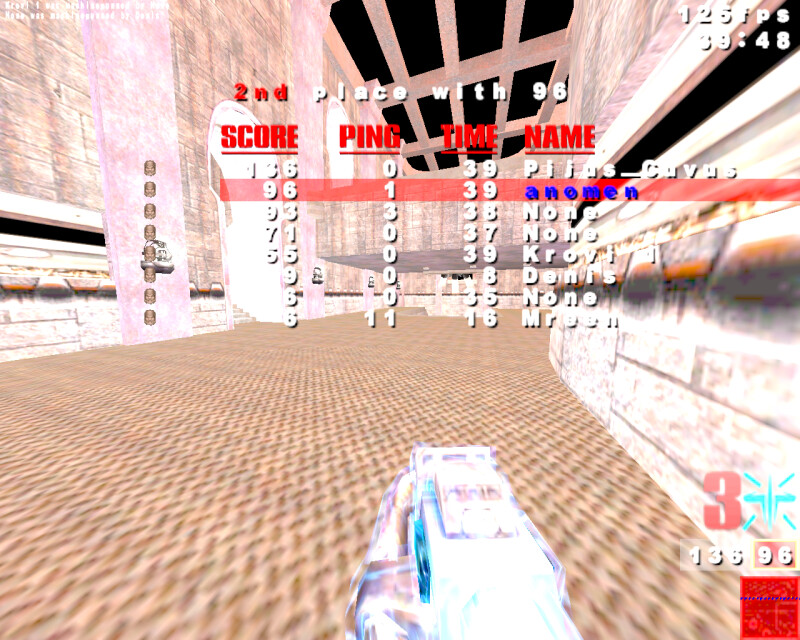 125fps
39:48
2nd place with 96
SCORE PING TIME NAME
136 0 39 Pijus_Cuvus
96 1 39 anomen
93 3 38 None
71 0 37 None
55 0 39
9 0 8 Denis
6 0 35 None
6 11 16 Mreen
3
136 96